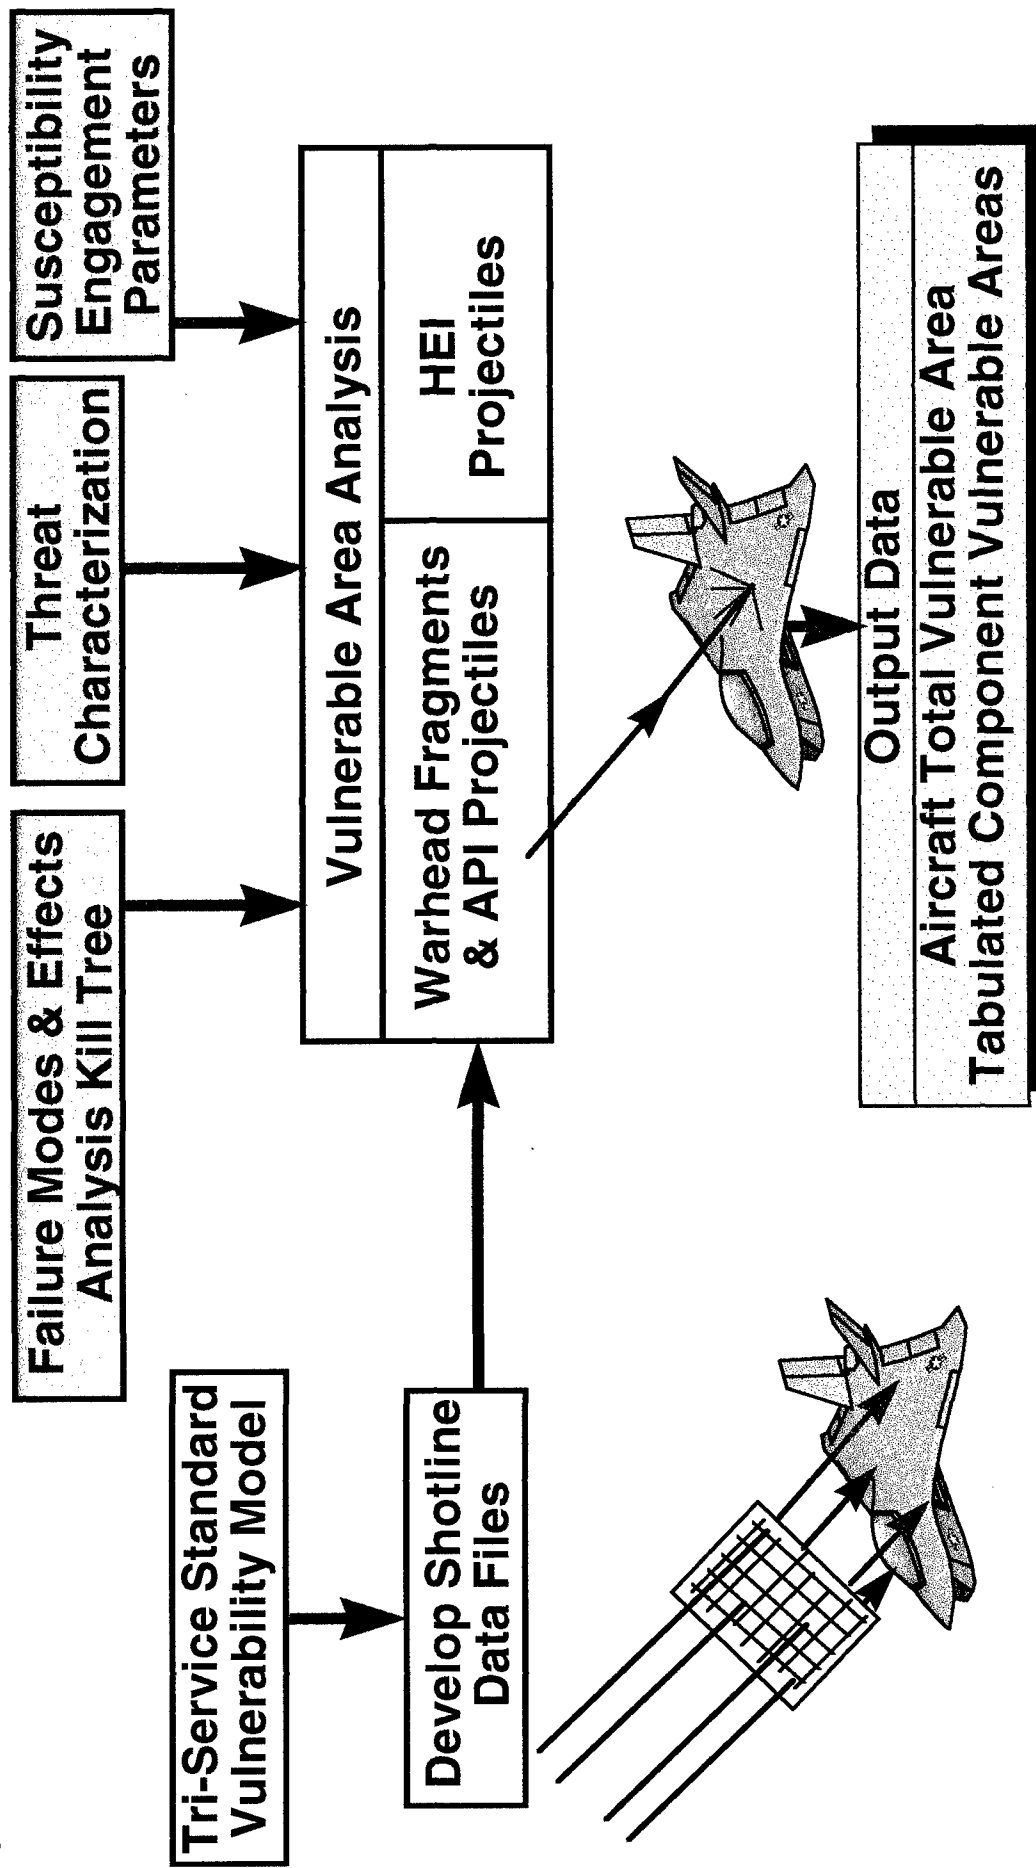 Tri-Service Standard
Vulnerability Model
Failure Modes & Effects
Analysis Kill Tree
Threat
Characterization
Susceptibility
Engagement
Parameters
Develop Shotline
Data Files
Vulnerable Area Analysis
Warhead Fragments
& API Projectiles
HEI
Projectiles
Output Data
Aircraft Total Vulnerable Area
Tabulated Component Vulnerable Areas